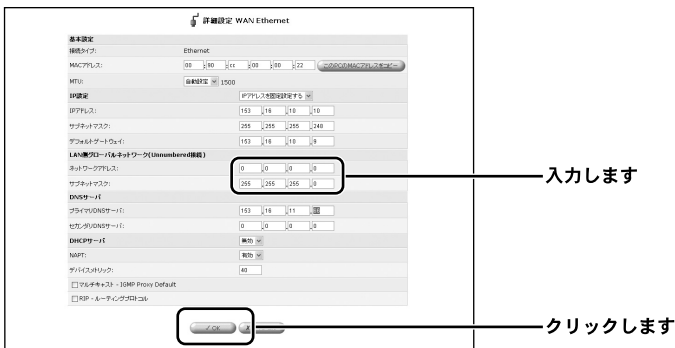 詳細設定 WAN Ethernet
基本設定
接続タイプ: Ethernet
MACアドレス: 00 : 90 : cc : 00 : 00 : 22 このPCのMACアドレスをコピー
MTU: 自動設定 1500
IP設定 IPアドレスを固定設定する
IPアドレス: 153 .16 .10 .10
サブネットマスク: 255 .255 .255 .248
デフォルトゲートウェイ: 153 .16 .10 .9
LAN側グローバルネットワーク(Unnumbered接続)
ネットワークアドレス: 0 .0 .0 .0
サブネットマスク: 255 .255 .255 .0
入力します
DNSサーバ
プライマリDNSサーバ: 153 .16 .11
セカンダリDNSサーバ: 0 .0 .0 .0
DHCPサーバ 無効
NAPT: 有効
デバイスメトリック: 40
マルチキャスト - IGMP Proxy Default
RIP - ルーティングプロトコル
✓ OK X
クリックします